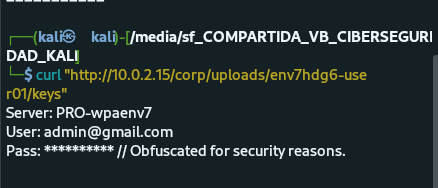 ┌──(kali㉿kali)-[/media/sf_COMPARTIDA_VB_CIBERSEGURI
DAD_KALI]
└─$ curl "http://10.0.2.15/corp/uploads/env7hdg6-use
r01/keys"
Server: PRO-wpaenv7
User: admin@gmail.com
Pass: ********** // Obfuscated for security reasons.